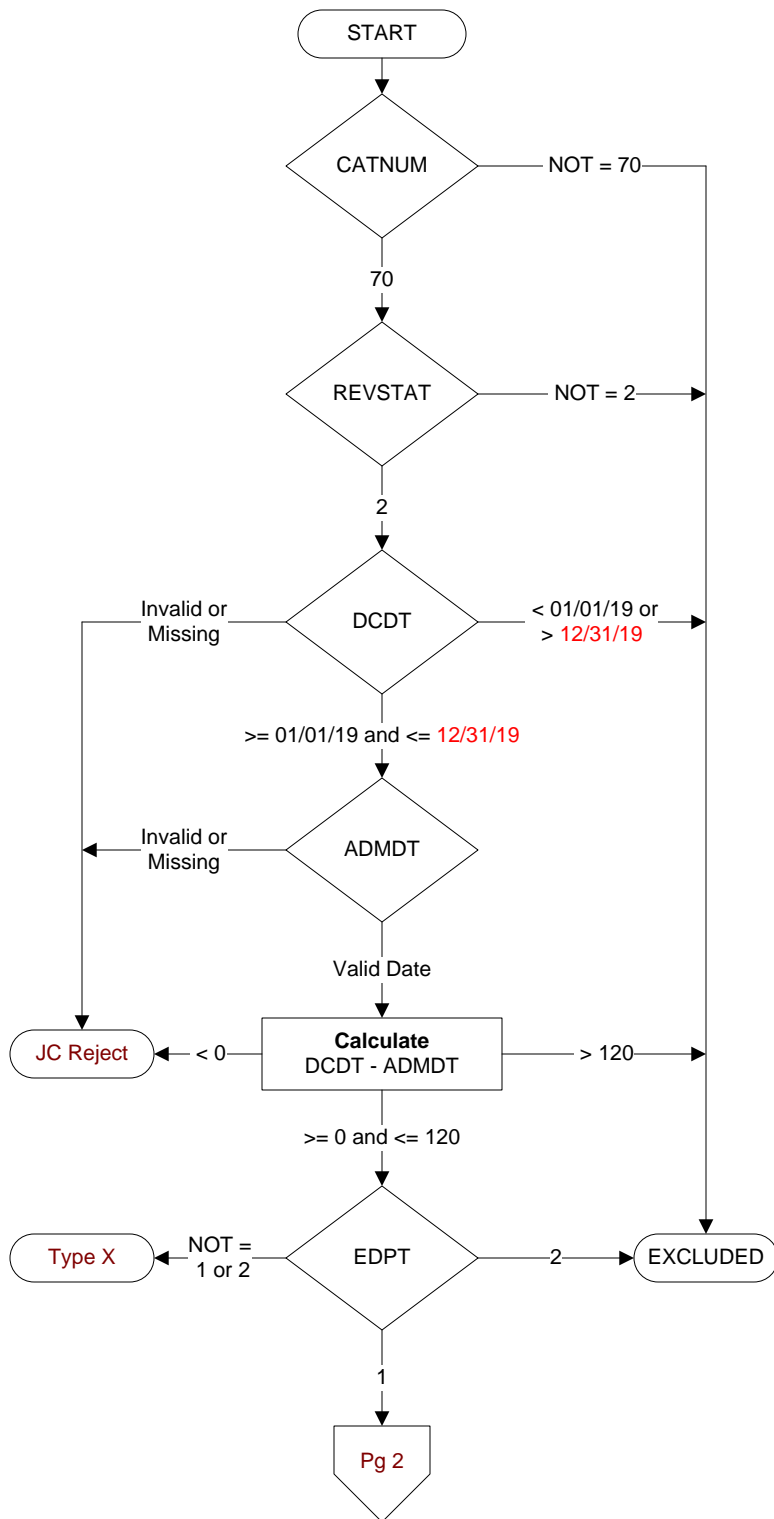 START
CATNUM
NOT = 70
70
REVSTAT
NOT = 2
2
Invalid or
Missing
DCDT
< 01/01/19 or
> 12/31/19
>= 01/01/19 and <= 12/31/19
Invalid or
Missing
ADMDT
Valid Date
JC Reject
< 0
Calculate
DCDT - ADMDT
> 120
>= 0 and <= 120
Type X
NOT =
1 or 2
EDPT
2
EXCLUDED
1
Pg 2